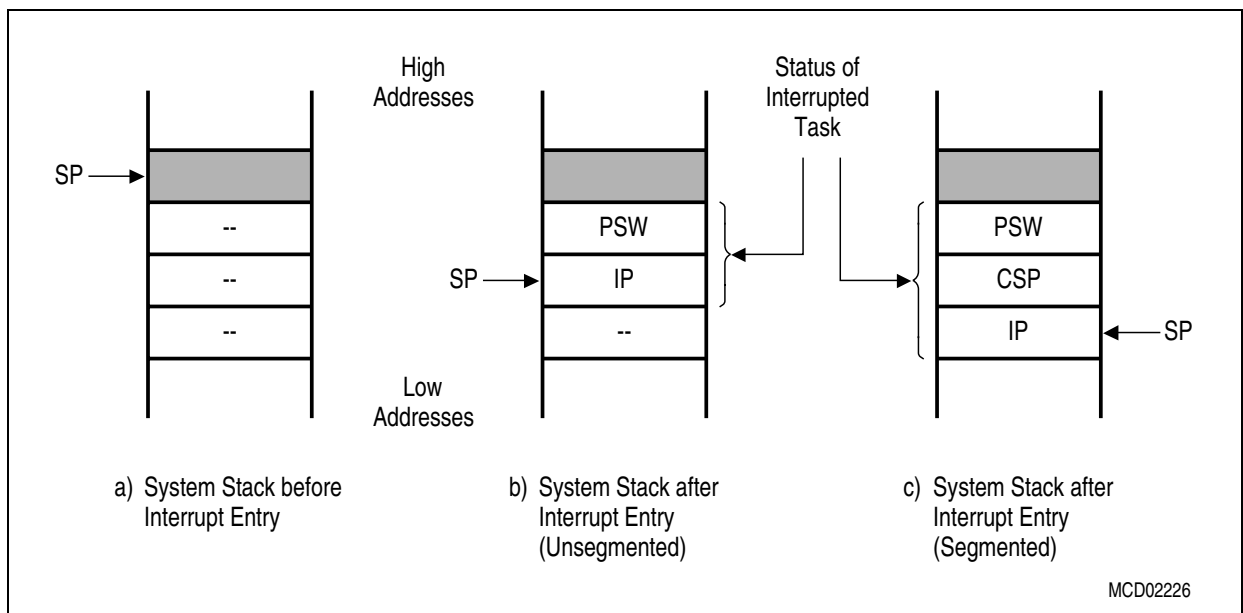 High
Addresses
Status of
Interrupted
Task
SP
--
--
--
PSW
SP
IP
--
PSW
CSP
IP
SP
Low
Addresses
a) System Stack before
Interrupt Entry
b) System Stack after
Interrupt Entry
(Unsegmented)
c) System Stack after
Interrupt Entry
(Segmented)
MCD02226